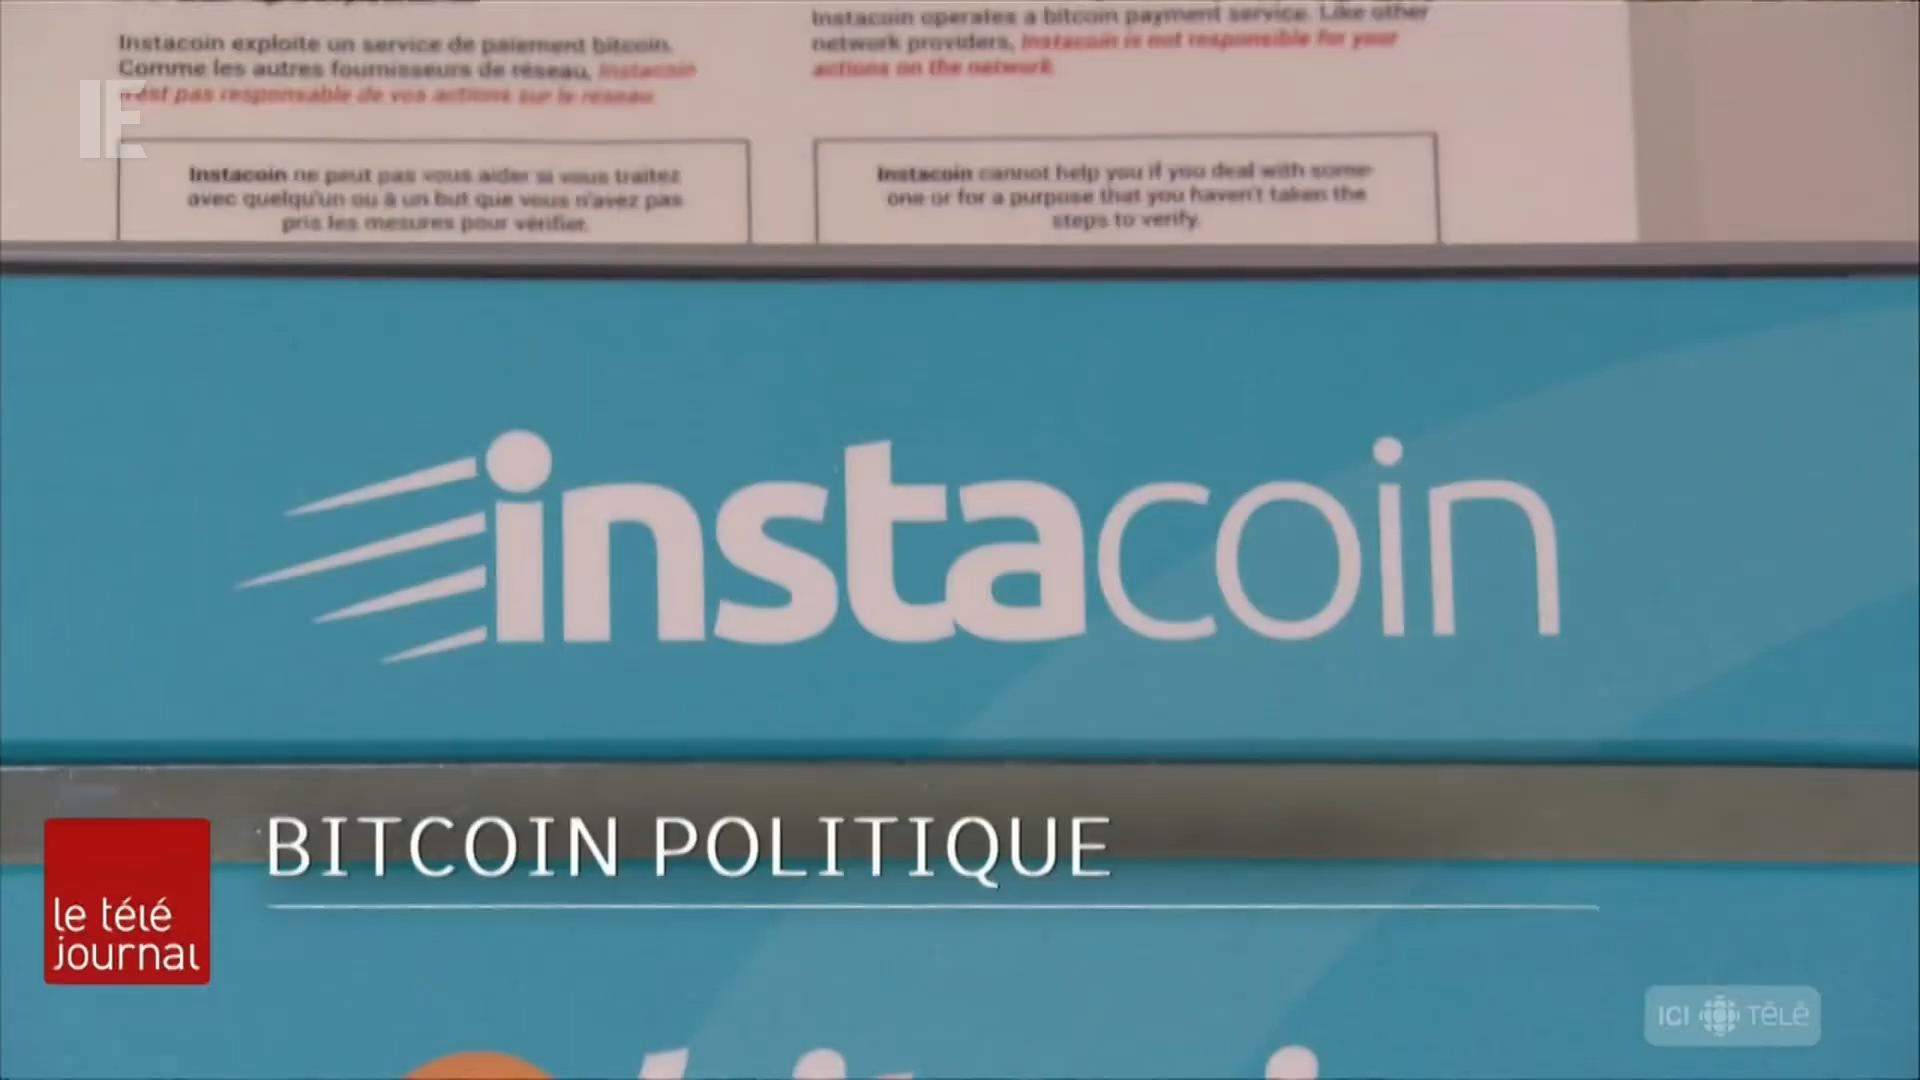 Instacoin exploite un service de paiement bitcoin.
Comme les autres fournisseurs de réseau, Instacoin
n'est pas responsable de vos actions sur le réseau.
Instacoin ne peut pas vous aider si vous traitez
avec quelqu'un ou à un but que vous n'avez pas
pris les mesures pour vérifier.
Instacoin operates a bitcoin payment service. Like other
network providers, Instacoin is not responsible for your
actions on the network.
Instacoin cannot help you if you deal with some-
one or for a purpose that you haven't taken the
steps to verify.
IE
instacoin
BITCOIN POLITIQUE
le télé
journal
ICI TÉLÉ